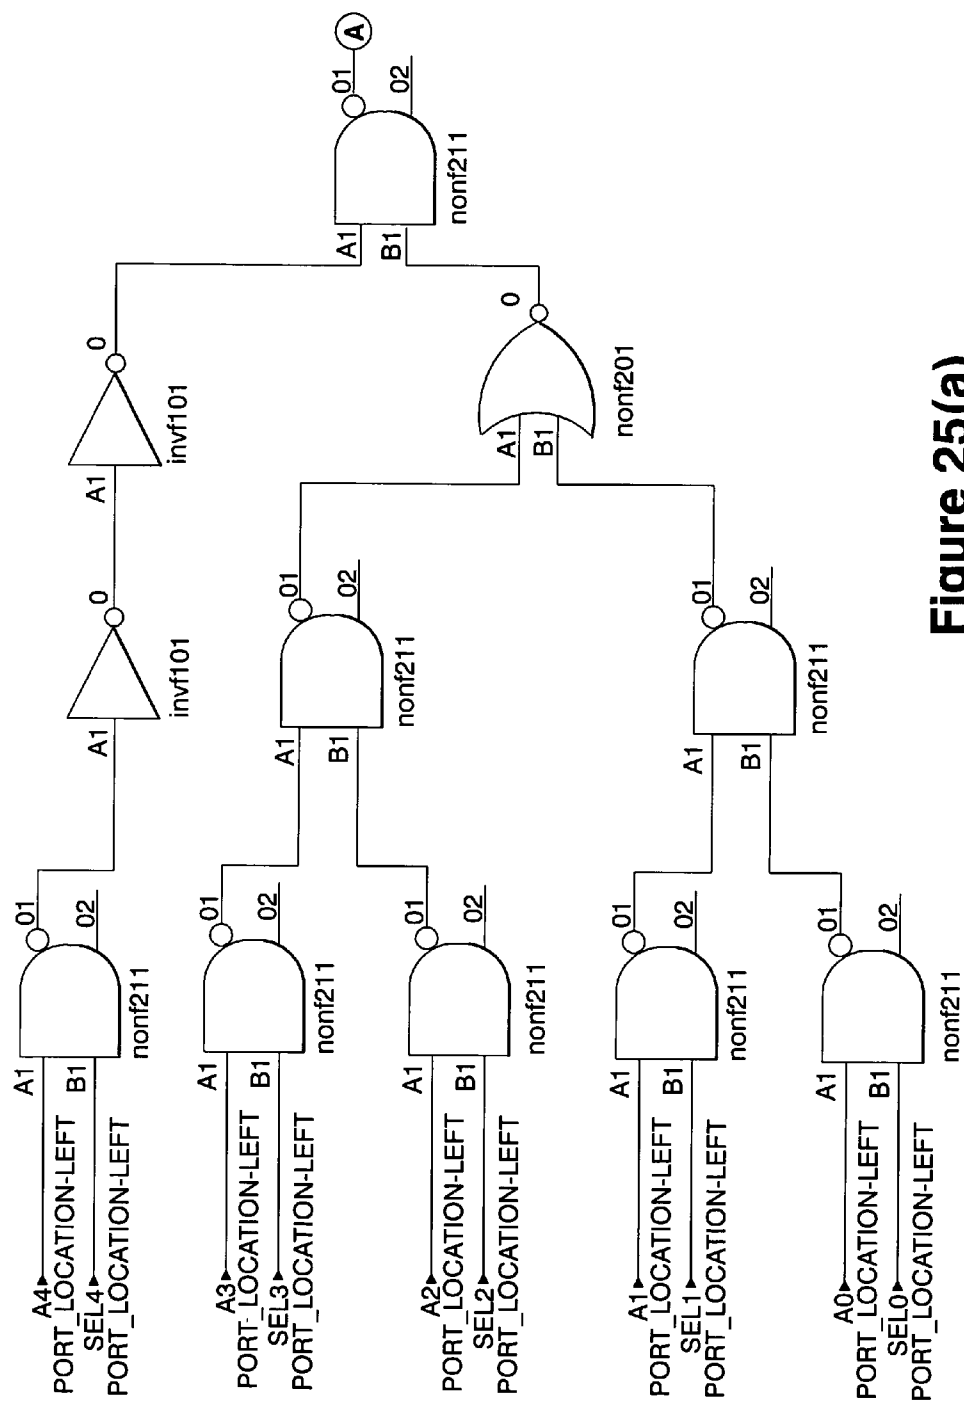 A4
PORT_LOCATION-LEFT
SEL4
PORT_LOCATION-LEFT
A1
B1
nonf211
01
02
A1
invf101
0
A1
invf101
0
A3
PORT_LOCATION-LEFT
SEL3
PORT_LOCATION-LEFT
A1
B1
nonf211
01
02
A2
PORT_LOCATION-LEFT
SEL2
PORT_LOCATION-LEFT
A1
B1
nonf211
01
02
A1
B1
nonf211
01
02
A1
PORT_LOCATION-LEFT
SEL1
PORT_LOCATION-LEFT
A1
B1
nonf211
01
02
A0
PORT_LOCATION-LEFT
SEL0
PORT_LOCATION-LEFT
A1
B1
nonf211
01
02
A1
B1
nonf211
01
02
A1
B1
nonf201
0
A1
B1
nonf211
01
02
A
Figure 25(a)